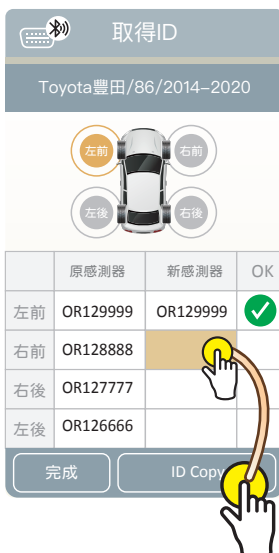 取得ID
Toyota豐田/86/2014–2020
左前 右前
左後 右後
原感測器 新感測器 OK
左前 OR129999 OR129999
右前 OR128888
右後 OR127777
左後 OR126666
完成 ID Copy